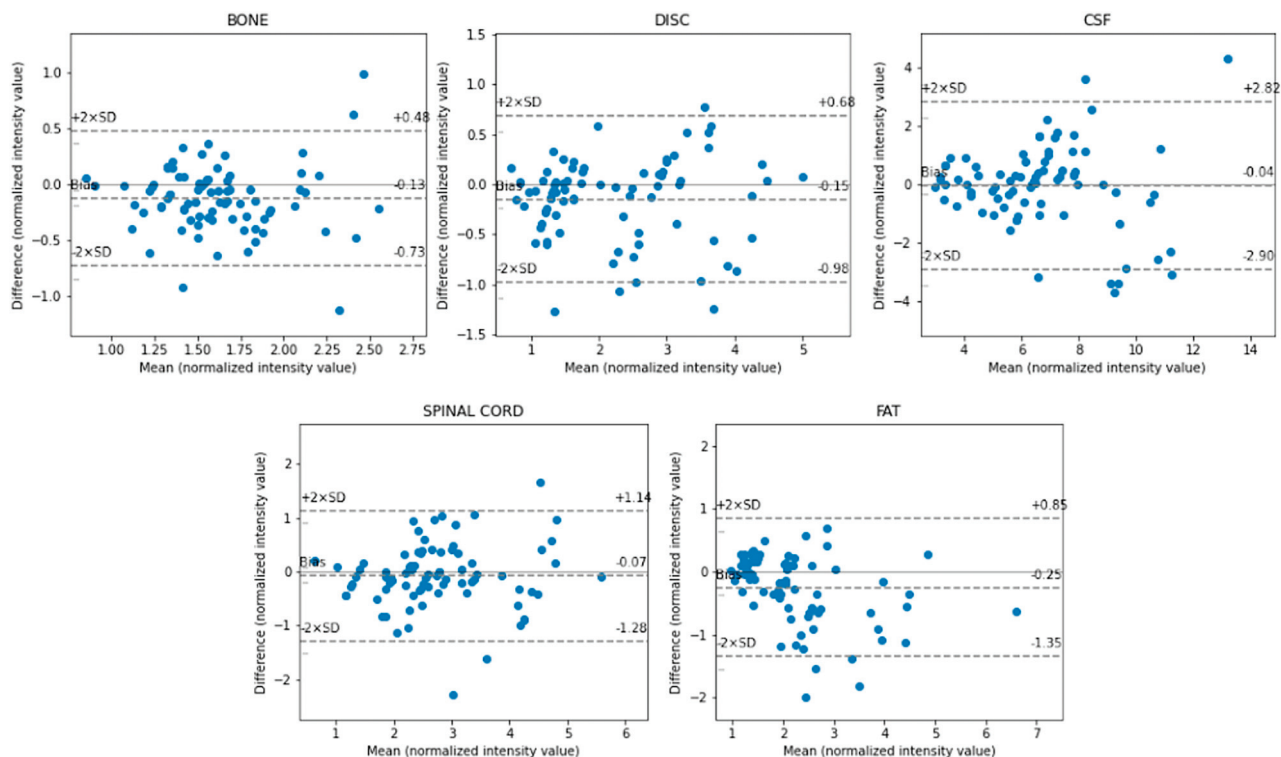 BONE
Difference (normalized intensity value)
1.0
0.5
0.0
−0.5
−1.0
+2×SD
+0.48
Bias
-0.13
-2×SD
-0.73
1.00 1.25 1.50 1.75 2.00 2.25 2.50 2.75
Mean (normalized intensity value)
DISC
Difference (normalized intensity value)
1.5
1.0
0.5
0.0
−0.5
−1.0
−1.5
+2×SD
+0.68
Bias
-0.15
-2×SD
-0.98
1 2 3 4 5
Mean (normalized intensity value)
CSF
Difference (normalized intensity value)
4
2
0
−2
−4
+2×SD
+2.82
Bias
-0.04
-2×SD
-2.90
4 6 8 10 12 14
Mean (normalized intensity value)
SPINAL CORD
Difference (normalized intensity value)
2
1
0
−1
−2
+2×SD
+1.14
Bias
-0.07
-2×SD
-1.28
1 2 3 4 5 6
Mean (normalized intensity value)
FAT
Difference (normalized intensity value)
2
1
0
−1
−2
+2×SD
+0.85
Bias
-0.25
-2×SD
-1.35
1 2 3 4 5 6 7
Mean (normalized intensity value)